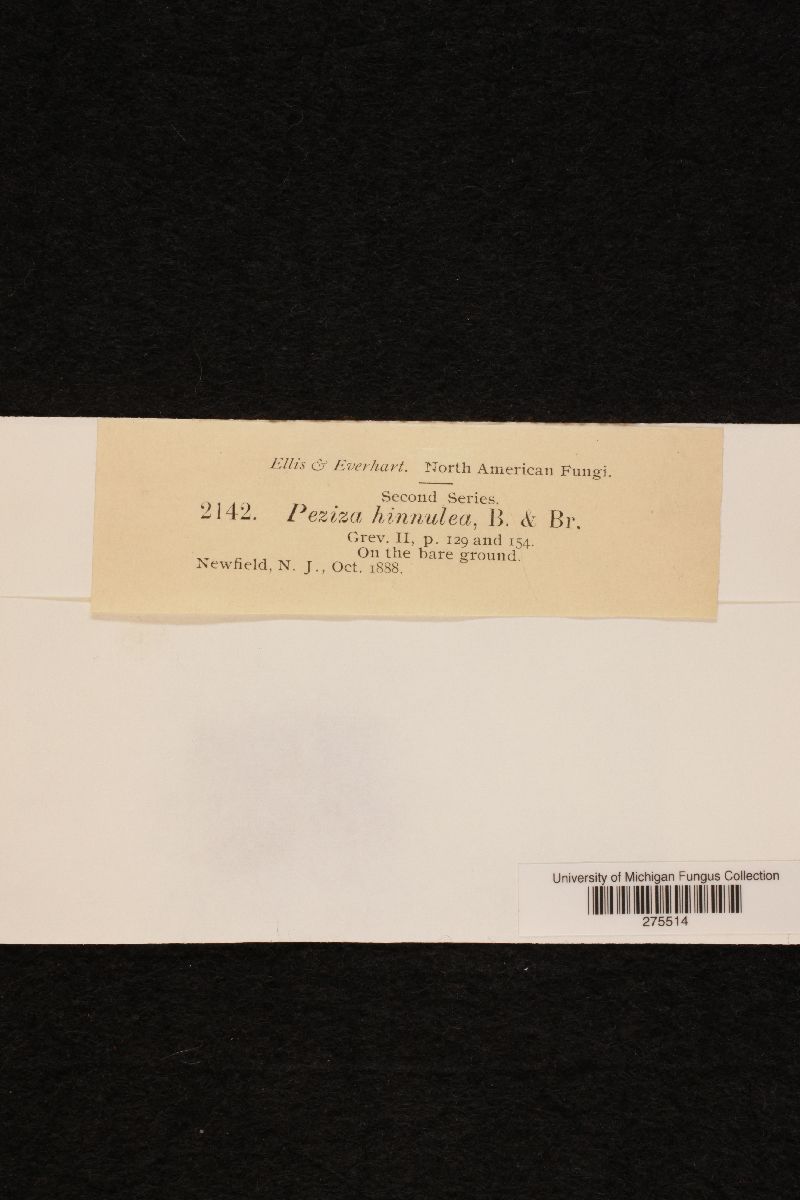 Ellis & Everhart. North American Fungi.
Second Series.
2142. Peziza hinnulea, B. & Br.
Grev. II, p. 129 and 154.
On the bare ground.
Newfield, N. J., Oct. 1888.
University of Michigan Fungus Collection
275514